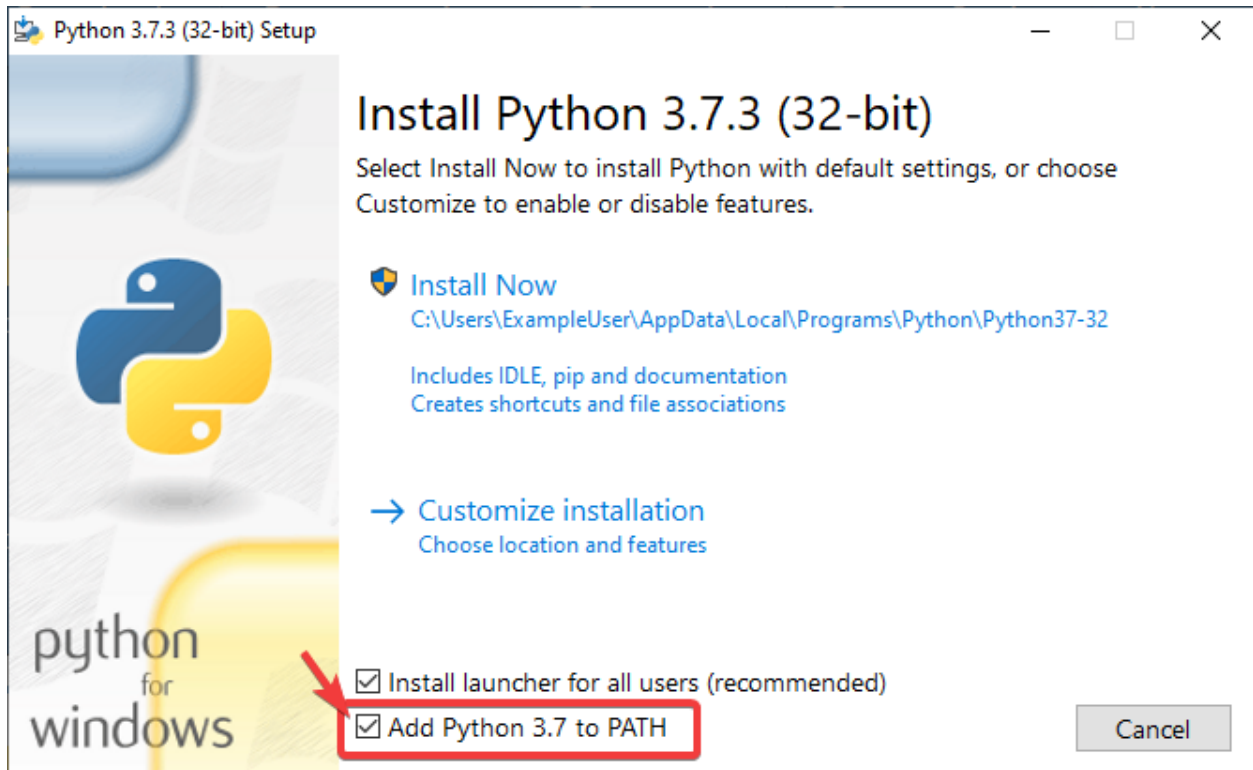 Python 3.7.3 (32-bit) Setup
Install Python 3.7.3 (32-bit)
Select Install Now to install Python with default settings, or choose
Customize to enable or disable features.
Install Now
C:\Users\ExampleUser\AppData\Local\Programs\Python\Python37-32
Includes IDLE, pip and documentation
Creates shortcuts and file associations
Customize installation
Choose location and features
python
for
windows
Install launcher for all users (recommended)
Add Python 3.7 to PATH
Cancel